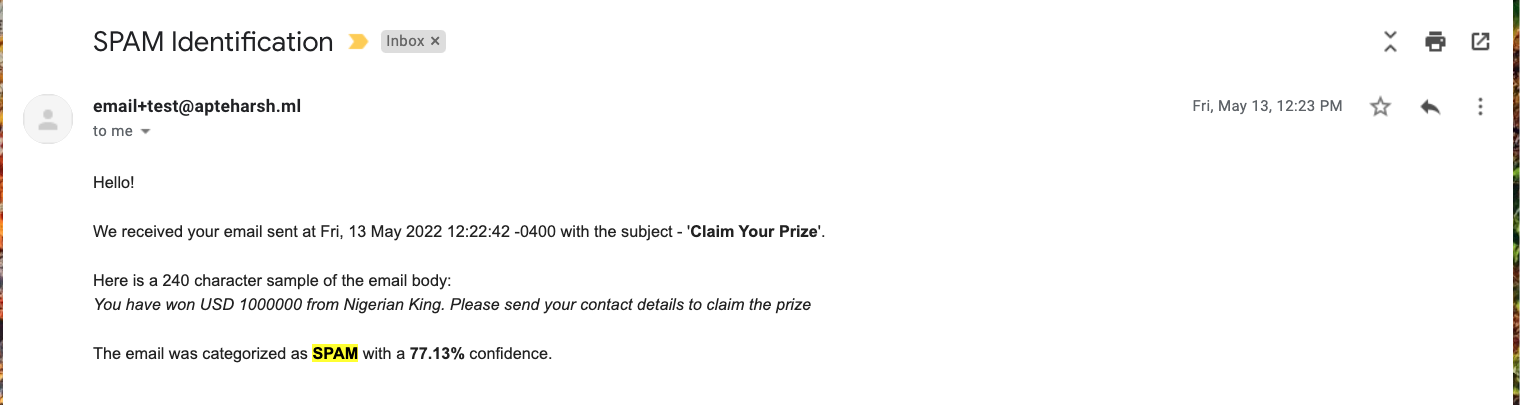 SPAM Identification Inbox ×
email+test@apteharsh.ml Fri, May 13, 12:23 PM
to me
Hello!
We received your email sent at Fri, 13 May 2022 12:22:42 -0400 with the subject - 'Claim Your Prize'.
Here is a 240 character sample of the email body:
You have won USD 1000000 from Nigerian King. Please send your contact details to claim the prize
The email was categorized as SPAM with a 77.13% confidence.